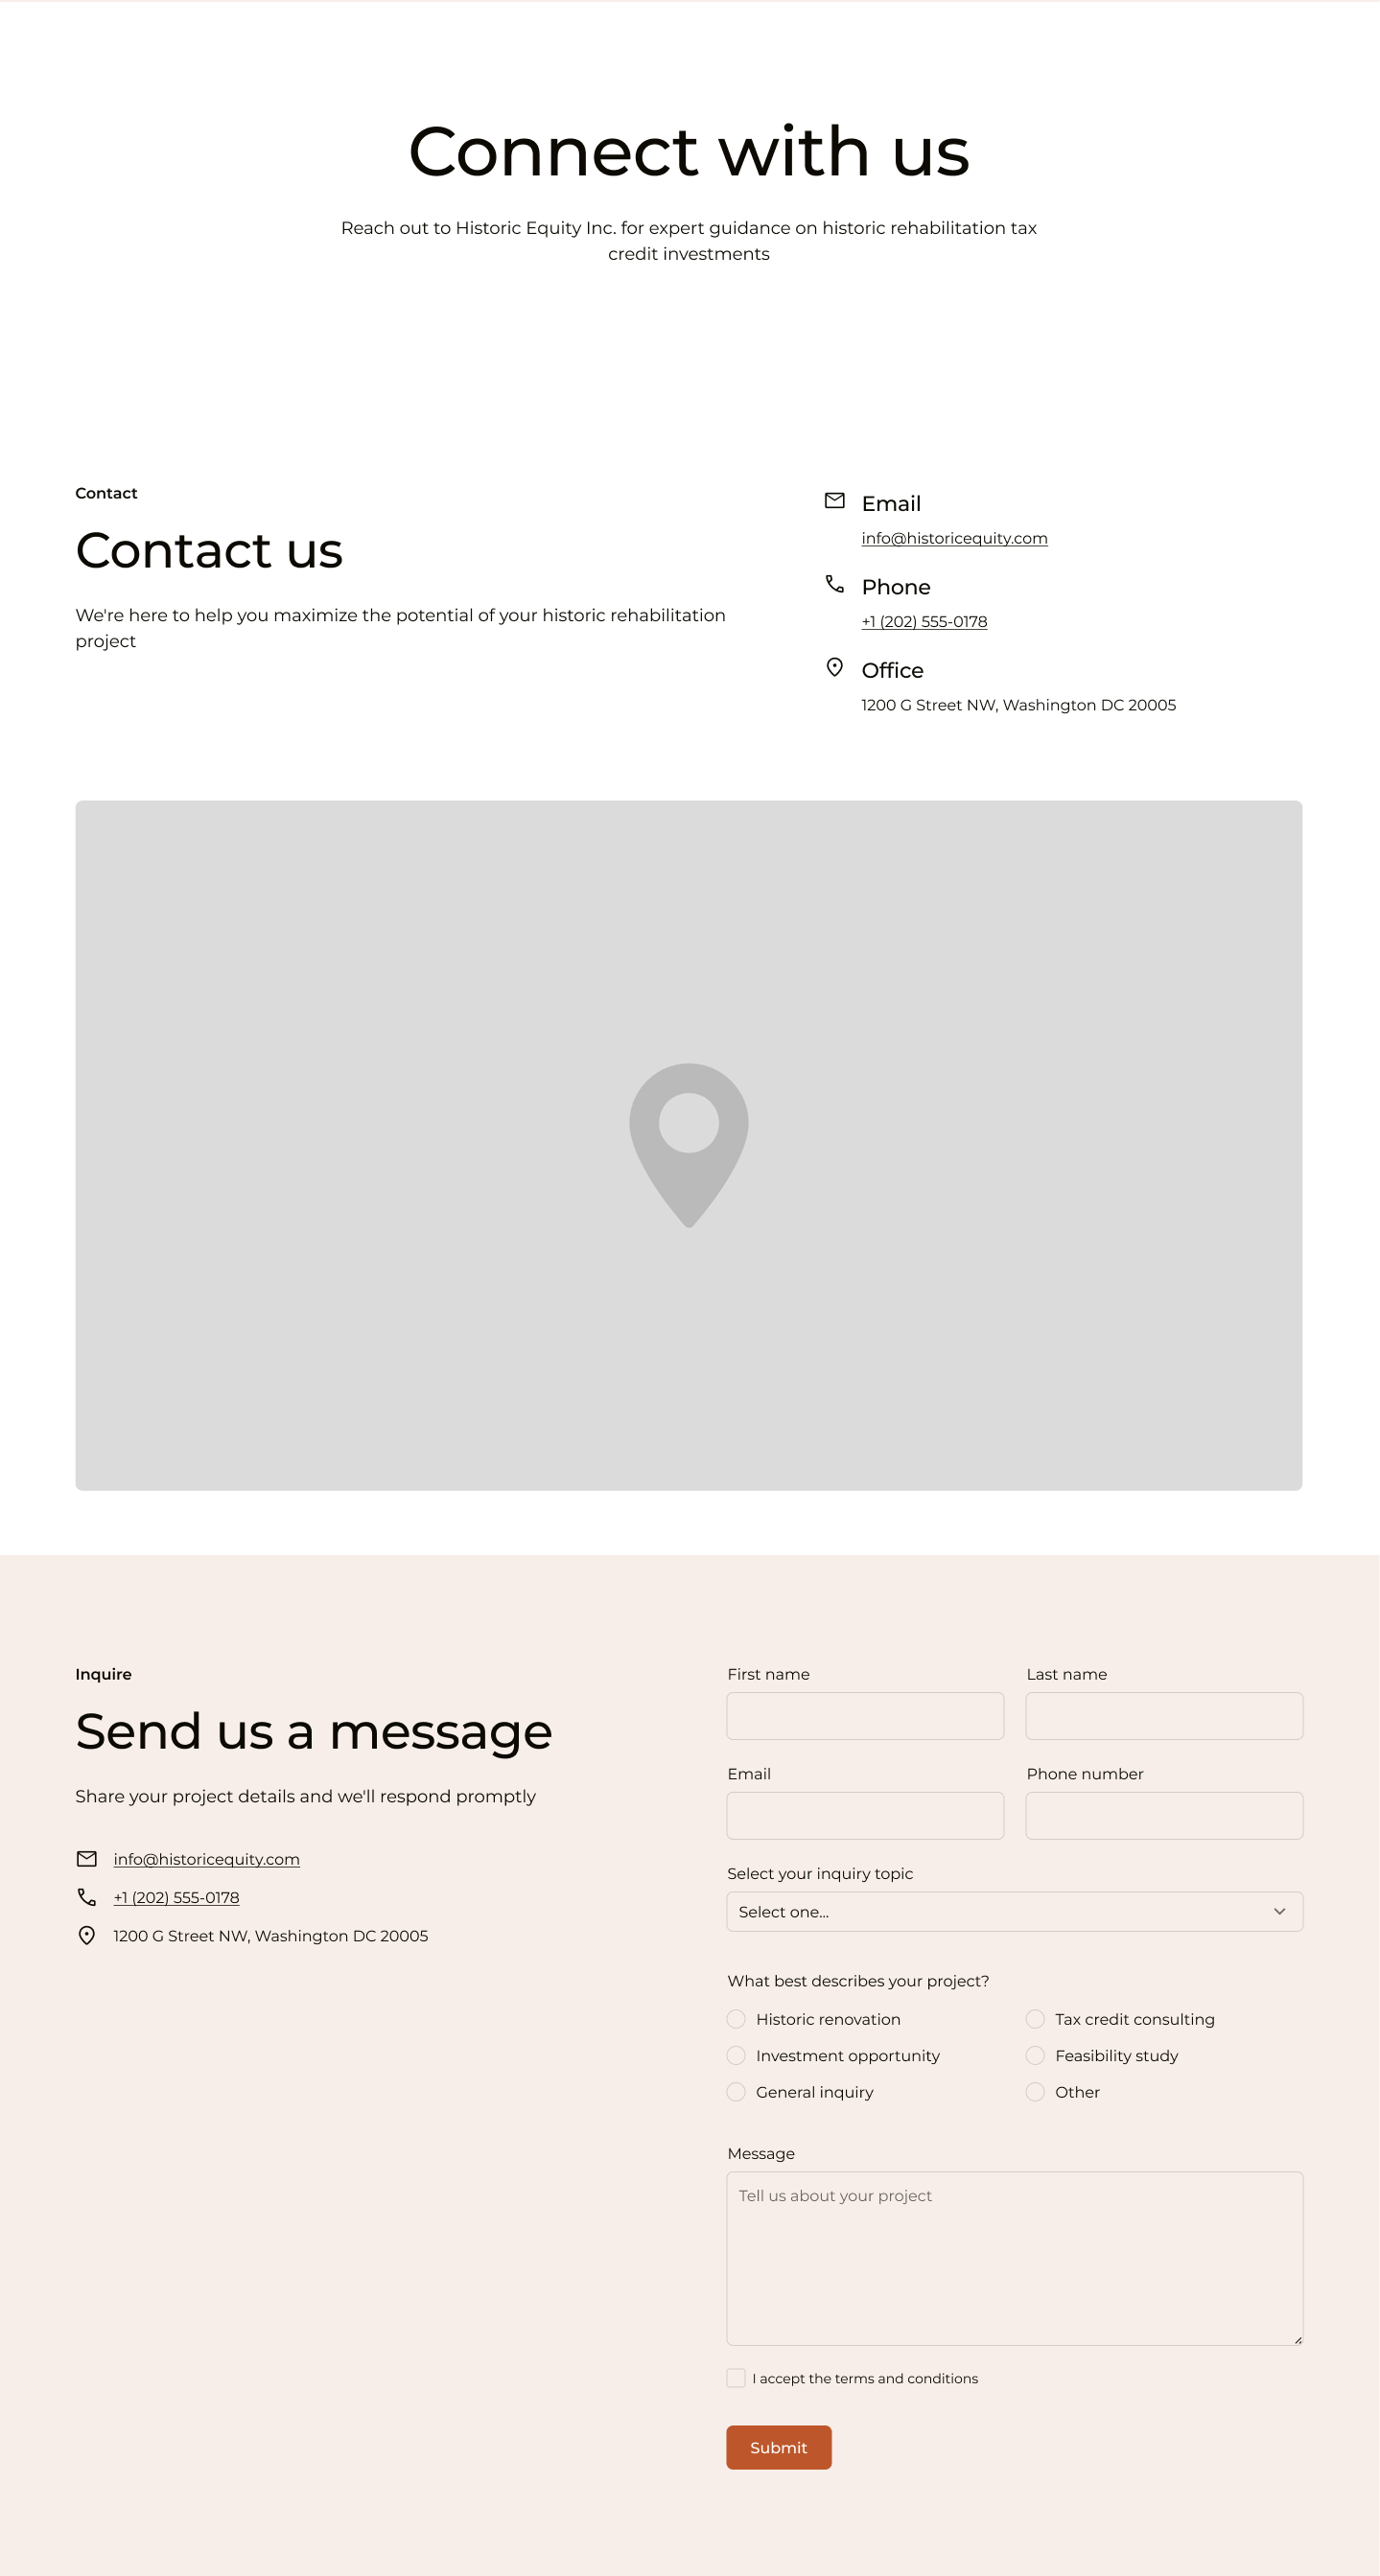 Connect with us
Reach out to Historic Equity Inc. for expert guidance on historic rehabilitation tax
credit investments
Contact
Contact us
We're here to help you maximize the potential of your historic rehabilitation
project
Email
info@historicequity.com
Phone
+1 (202) 555-0178
Office
1200 G Street NW, Washington DC 20005
Inquire
Send us a message
Share your project details and we'll respond promptly
info@historicequity.com
+1 (202) 555-0178
1200 G Street NW, Washington DC 20005
First name
Last name
Email
Phone number
Select your inquiry topic
Select one...
What best describes your project?
Historic renovation
Tax credit consulting
Investment opportunity
Feasibility study
General inquiry
Other
Message
Tell us about your project
I accept the terms and conditions
Submit